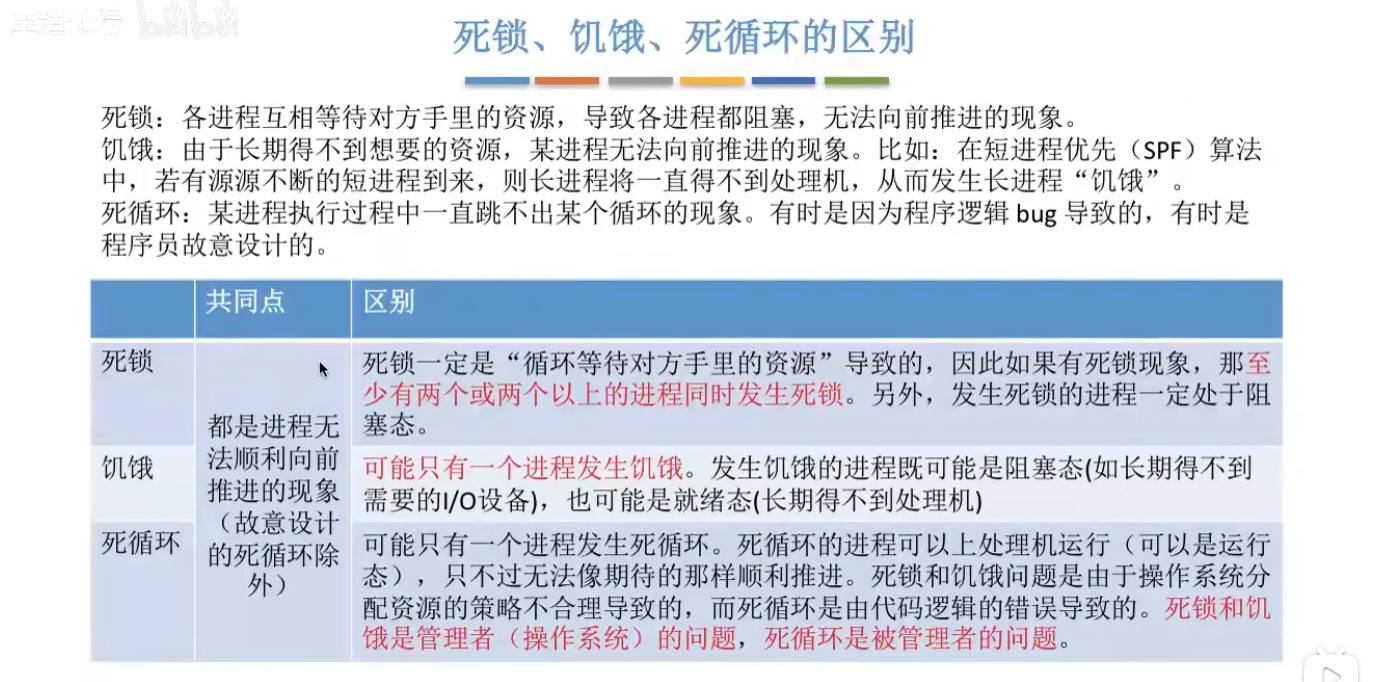 王道论坛 bilibili
死锁、饥饿、死循环的区别
死锁：各进程互相等待对方手里的资源，导致各进程都阻塞，无法向前推进的现象。
饥饿：由于长期得不到想要的资源，某进程无法向前推进的现象。比如：在短进程优先（SPF）算法
中，若有源源不断的短进程到来，则长进程将一直得不到处理机，从而发生长进程“饥饿”。
死循环：某进程执行过程中一直跳不出某个循环的现象。有时是因为程序逻辑 bug 导致的，有时是
程序员故意设计的。
共同点
区别
死锁
都是进程无
法顺利向前
推进的现象
（故意设计
的死循环除
外）
死锁一定是“循环等待对方手里的资源”导致的，因此如果有死锁现象，那至
少有两个或两个以上的进程同时发生死锁。另外，发生死锁的进程一定处于阻
塞态。
饥饿
可能只有一个进程发生饥饿。发生饥饿的进程既可能是阻塞态(如长期得不到
需要的I/O设备)，也可能是就绪态(长期得不到处理机)
死循环
可能只有一个进程发生死循环。死循环的进程可以上处理机运行（可以是运行
态），只不过无法像期待的那样顺利推进。死锁和饥饿问题是由于操作系统分
配资源的策略不合理导致的，而死循环是由代码逻辑的错误导致的。死锁和饥
饿是管理者（操作系统）的问题，死循环是被管理者的问题。